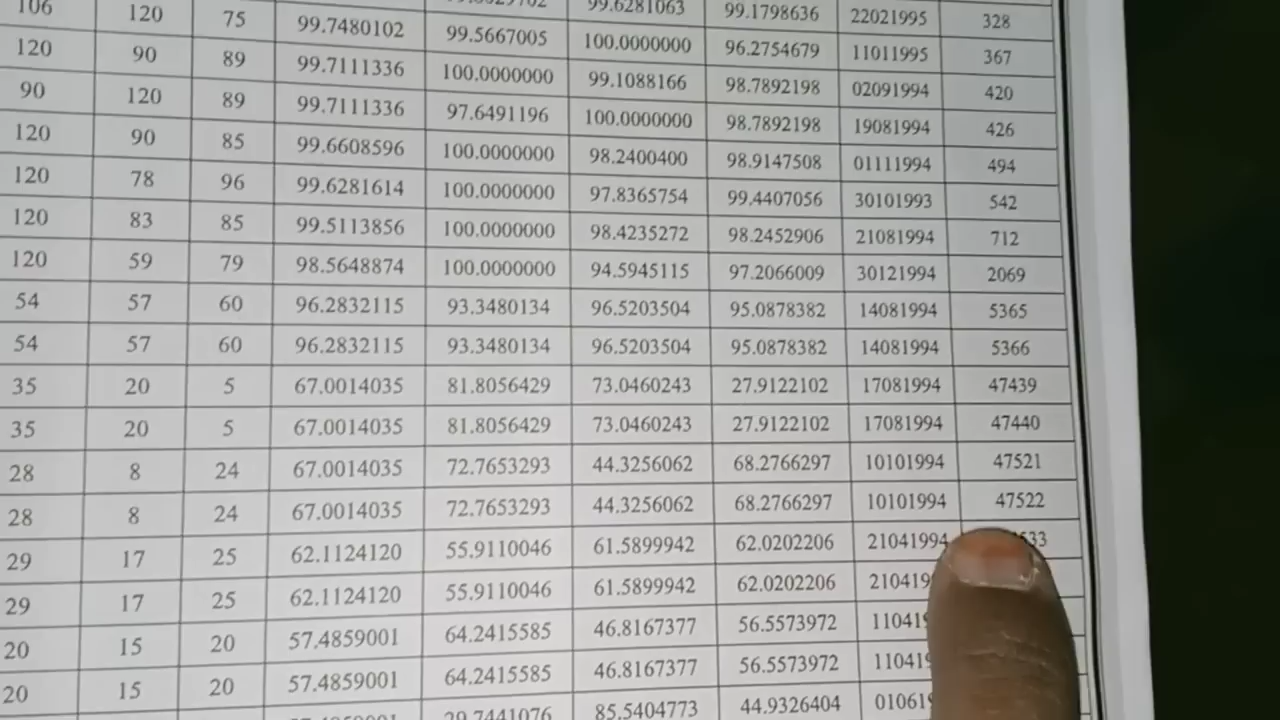 106 120 75 99.7480102 99.6281063 99.1798636 22021995 328
120 90 89 99.7111336 99.5667005 100.0000000 96.2754679 11011995 367
90 120 89 99.7111336 100.0000000 99.1088166 98.7892198 02091994 420
120 90 85 99.6608596 97.6491196 100.0000000 98.7892198 19081994 426
120 78 96 99.6281614 100.0000000 98.2400400 98.9147508 01111994 494
120 83 85 99.5113856 100.0000000 97.8365754 99.4407056 30101993 542
120 59 79 98.5648874 100.0000000 98.4235272 98.2452906 21081994 712
54 57 60 96.2832115 100.0000000 94.5945115 97.2066009 30121994 2069
54 57 60 96.2832115 93.3480134 96.5203504 95.0878382 14081994 5365
93.3480134 96.5203504 95.0878382 14081994 5366
35 20 5 67.0014035 81.8056429 73.0460243 27.9122102 17081994 47439
35 20 5 67.0014035 81.8056429 73.0460243 27.9122102 17081994 47440
28 8 24 67.0014035 72.7653293 44.3256062 68.2766297 10101994 47521
28 8 24 67.0014035 72.7653293 44.3256062 68.2766297 10101994 47522
29 17 25 62.1124120 55.9110046 61.5899942 62.0202206 21041994
29 17 25 62.1124120 55.9110046 61.5899942 62.0202206
20 15 20 57.4859001 64.2415585 46.8167377 56.5573972
20 15 20 57.4859001 64.2415585 46.8167377 56.5573972
29.7441076 85.5404773 44.9326404